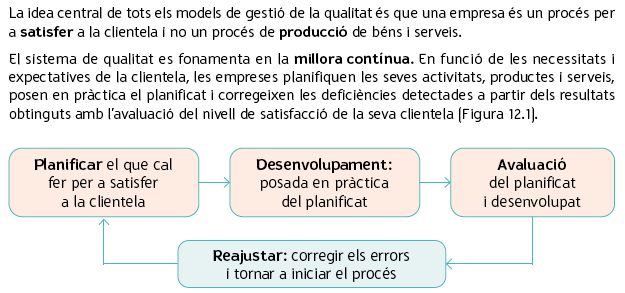 La idea central de tots els models de gestió de la qualitat és que una empresa és un procés per
a satisfer a la clientela i no un procés de producció de béns i serveis.
El sistema de qualitat es fonamenta en la millora contínua. En funció de les necessitats i
expectatives de la clientela, les empreses planifiquen les seves activitats, productes i serveis,
posen en pràctica el planificat i corregeixen les deficiències detectades a partir dels resultats
obtinguts amb l'avaluació del nivell de satisfacció de la seva clientela (Figura 12.1).
Planificar el que cal
fer per a satisfer
a la clientela
Desenvolupament:
posada en pràctica
del planificat
Avaluació
del planificat
i desenvolupat
Reajustar: corregir els errors
i tornar a iniciar el procés